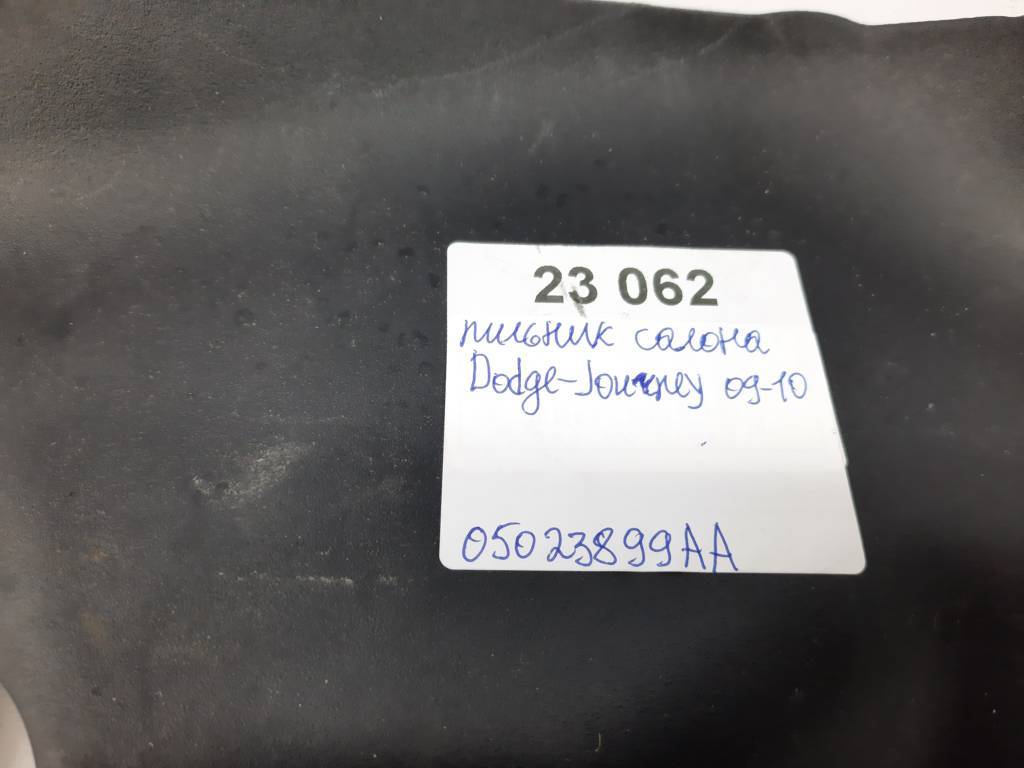 23 062
пильник салона
Dodge-Journey 09-10
05023899AA